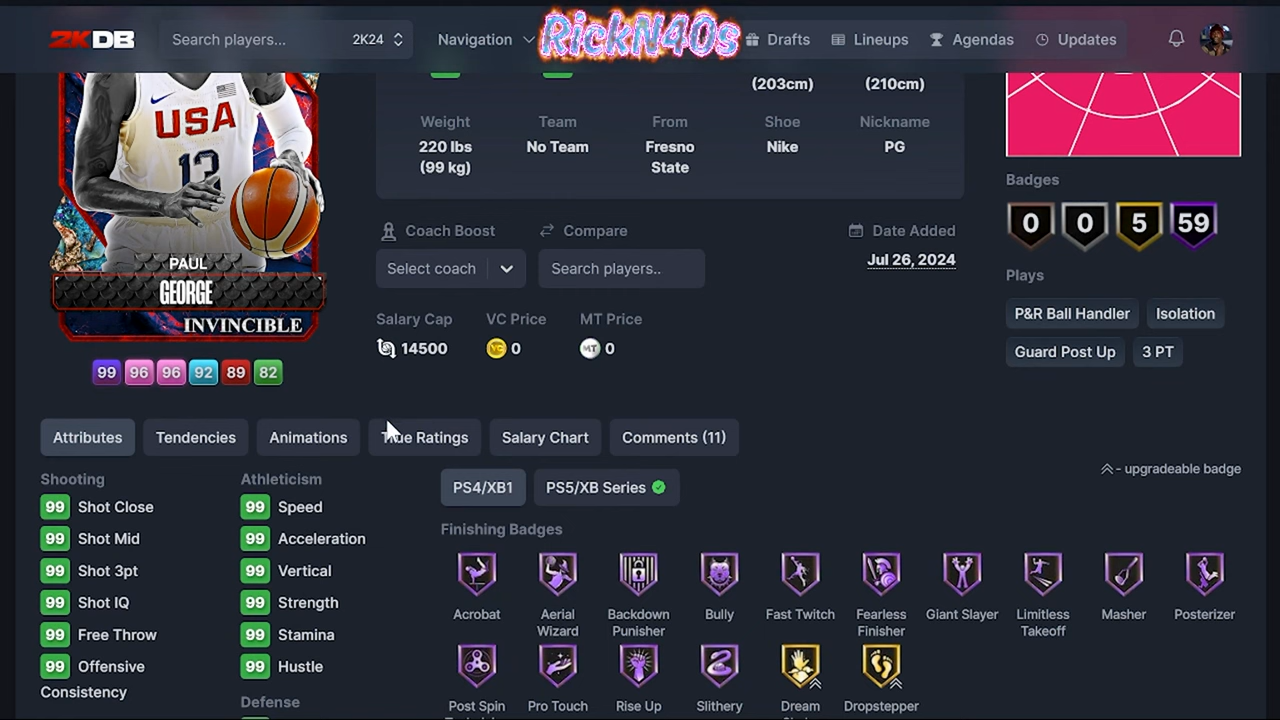 2KDB
Search players...
2K24
Navigation
RickN40s
Drafts
Lineups
Agendas
Updates
USA
13
PAUL
GEORGE
INVINCIBLE
99 96 96 92 89 82
(203cm)
(210cm)
Weight
220 lbs
(99 kg)
Team
No Team
From
Fresno
State
Shoe
Nike
Nickname
PG
Coach Boost
Select coach
Compare
Search players..
Date Added
Jul 26, 2024
Salary Cap
14500
VC Price
VC 0
MT Price
MT 0
Badges
0 0 5 59
Plays
P&R Ball Handler
Isolation
Guard Post Up
3 PT
Attributes
Tendencies
Animations
Ratings
Salary Chart
Comments (11)
Shooting
99 Shot Close
99 Shot Mid
99 Shot 3pt
99 Shot IQ
99 Free Throw
99 Offensive
Consistency
Athleticism
99 Speed
99 Acceleration
99 Vertical
99 Strength
99 Stamina
99 Hustle
Defense
- upgradeable badge
PS4/XB1
PS5/XB Series
Finishing Badges
Acrobat
Aerial
Wizard
Backdown
Punisher
Bully
Fast Twitch
Fearless
Finisher
Giant Slayer
Limitless
Takeoff
Masher
Posterizer
Post Spin
Pro Touch
Rise Up
Slithery
Dream
Dropstepper